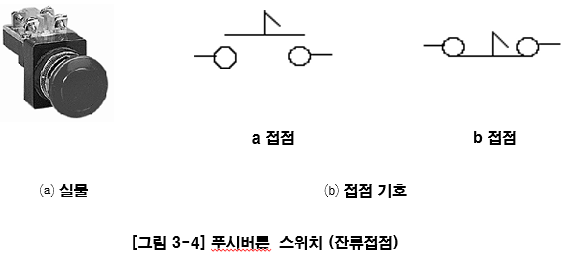 a 접점
b 접점
(a) 실물
(b) 접점 기호
[그림 3-4] 푸시버튼 스위치 (잔류접점)